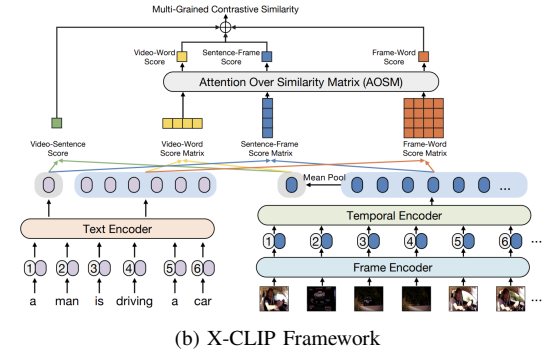 Multi-Grained Contrastive Similarity
Video-Word Score
Sentence-Frame Score
Frame-Word Score
Attention Over Similarity Matrix (AOSM)
Video-Sentence Score
Video-Word Score Matrix
Sentence-Frame Score Matrix
Frame-Word Score Matrix
Mean Pool
...
Text Encoder
Temporal Encoder
1 2 3 4 5 6
1 2 3 4 5 6 ...
Frame Encoder
a man is driving a car
...
(b) X-CLIP Framework